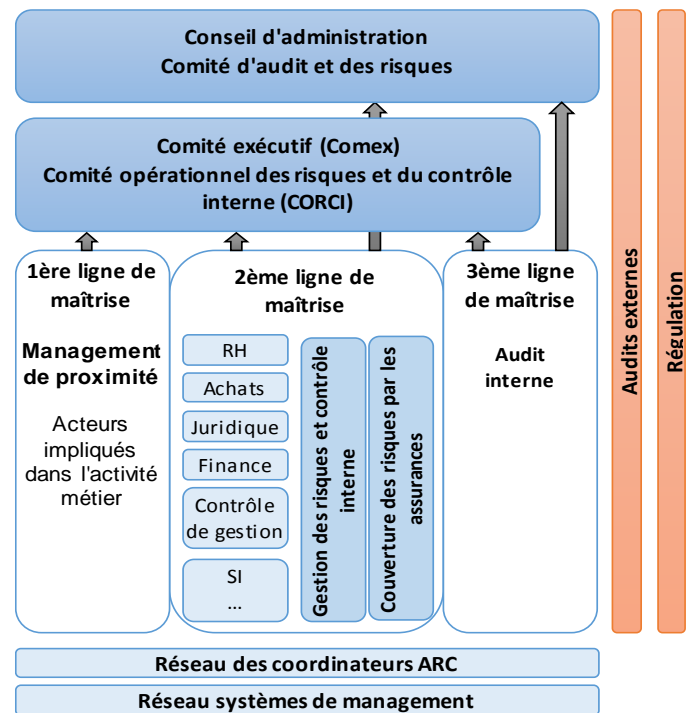 Conseil d'administration
Comité d'audit et des risques
Comité exécutif (Comex)
Comité opérationnel des risques et du contrôle
interne (CORCI)
1ère ligne de
maîtrise
Management
de proximité
Acteurs
impliqués
dans l'activité
métier
2ème ligne de
maîtrise
RH
Achats
Juridique
Finance
Contrôle
de gestion
SI
...
Gestion des risques et contrôle
interne
Couverture des risques par les
assurances
3ème ligne
de maîtrise
Audit
interne
Audits externes
Régulation
Réseau des coordinateurs ARC
Réseau systèmes de management